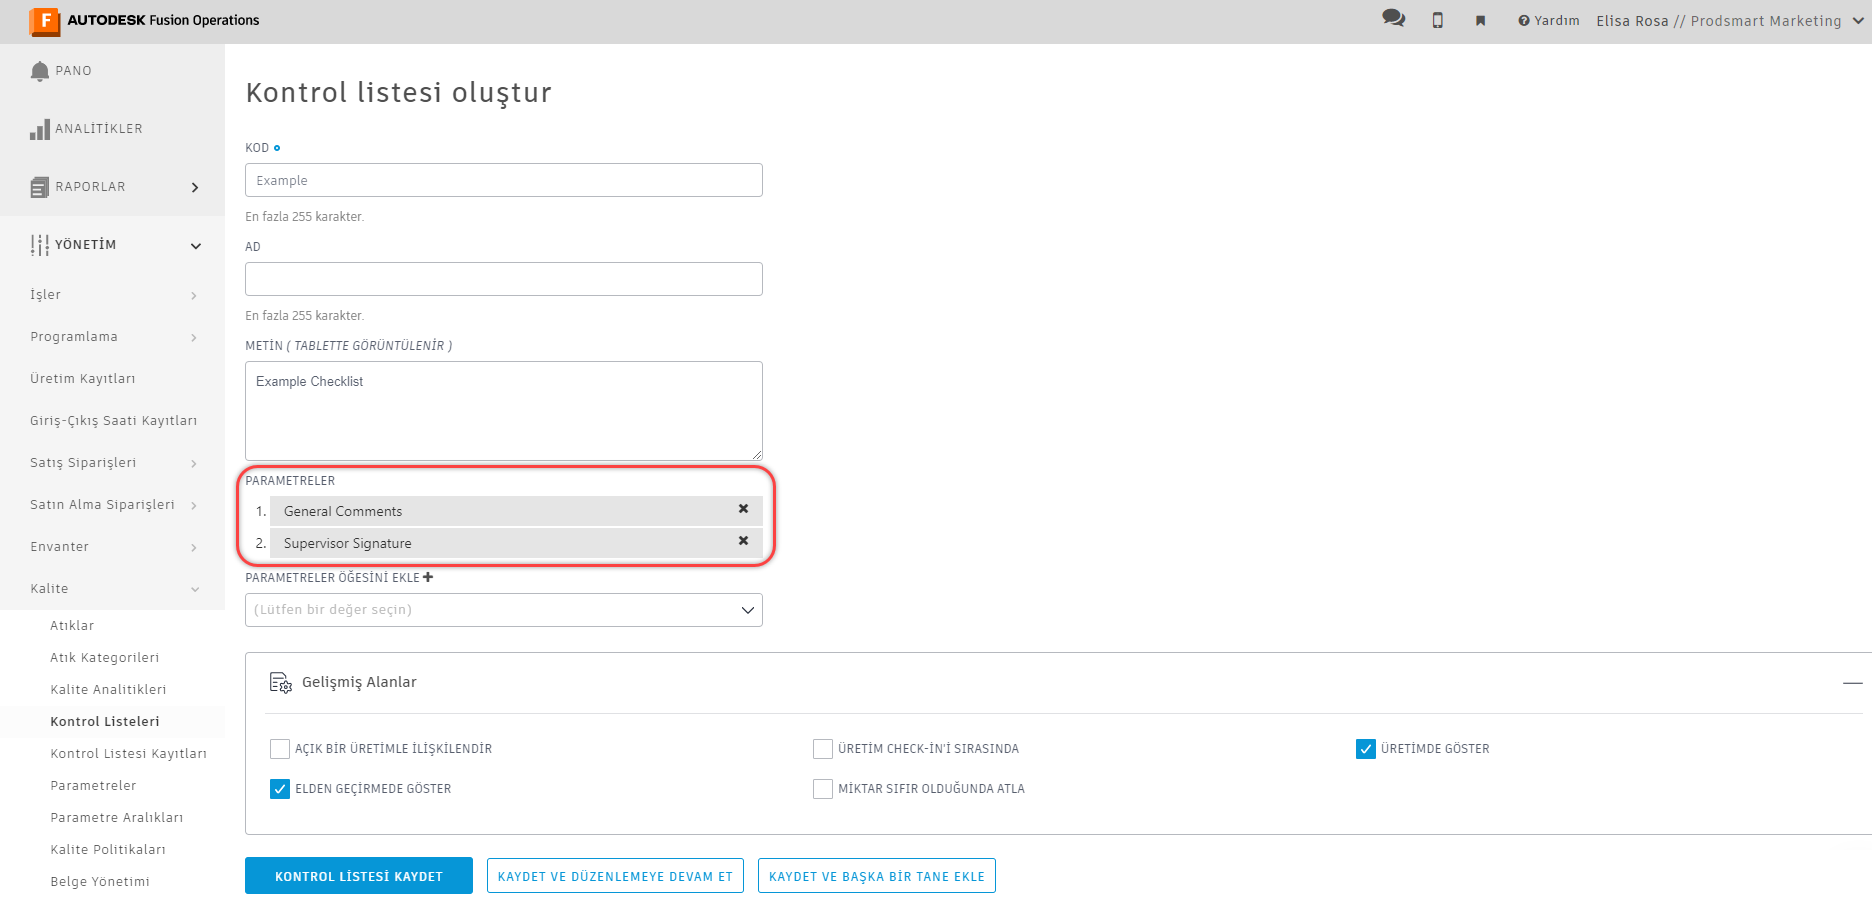 AUTODESK Fusion Operations
Yardım
Elisa Rosa // Prodsmart Marketing
PANO
ANALİTİKLER
RAPORLAR
YÖNETİM
İşler
Programlama
Üretim Kayıtları
Giriş-Çıkış Saati Kayıtları
Satış Siparişleri
Satın Alma Siparişleri
Envanter
Kalite
Atıklar
Atık Kategorileri
Kalite Analitikleri
Kontrol Listeleri
Kontrol Listesi Kayıtları
Parametreler
Parametre Aralıkları
Kalite Politikaları
Belge Yönetimi
Kontrol listesi oluştur
KOD
Example
En fazla 255 karakter.
AD
En fazla 255 karakter.
METİN ( TABLETTE GÖRÜNTÜLENİR )
Example Checklist
PARAMETRELER
1. General Comments
2. Supervisor Signature
PARAMETRELER ÖĞESİNİ EKLE
(Lütfen bir değer seçin)
Gelişmiş Alanlar
AÇIK BİR ÜRETİMLE İLİŞKİLENDİR
ÜRETİM CHECK-İN'İ SIRASINDA
ÜRETİMDE GÖSTER
ELDEN GEÇİRMEDE GÖSTER
MİKTAR SIFIR OLDUĞUNDA ATLA
KONTROL LİSTESİ KAYDET
KAYDET VE DÜZENLEMEYE DEVAM ET
KAYDET VE BAŞKA BİR TANE EKLE